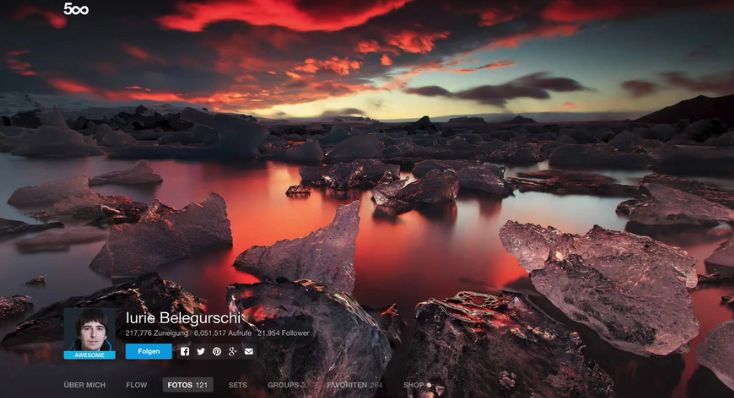 500
Iurie Belegurschi
217,776 Zuneigung 6,051,517 Aufrufe 21,954 Follower
AWESOME
Folgen
ÜBER MICH FLOW FOTOS 121 SETS GROUPS 5 FAVORITEN 264 SHOP